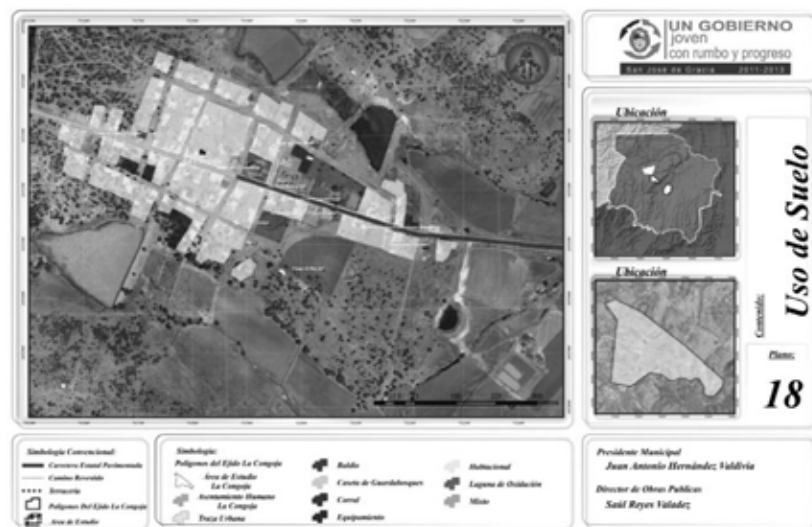 UN GOBIERNO
joven
con rumbo y progreso
San José de Gracia 2011-2013
Ubicación
Ubicación
Contenido:
Uso de Suelo
Plano:
18
Simbología Convencional:
Carretera Estatal Pavimentada
Camino Revestido
Terracería
Polígonos Del Ejido La Congoja
Area de Estudio
Simbología:
Polígonos del Ejido La Congoja
Área de Estudio
La Congoja
Asentamiento Humano
La Congoja
Traza Urbana
Baldío
Caseta de Guardabosques
Corral
Equipamiento
Habitacional
Laguna de Oxidación
Mixto
Presidente Municipal
Juan Antonio Hernández Valdivia
Director de Obras Publicas
Saúl Reyes Valadez